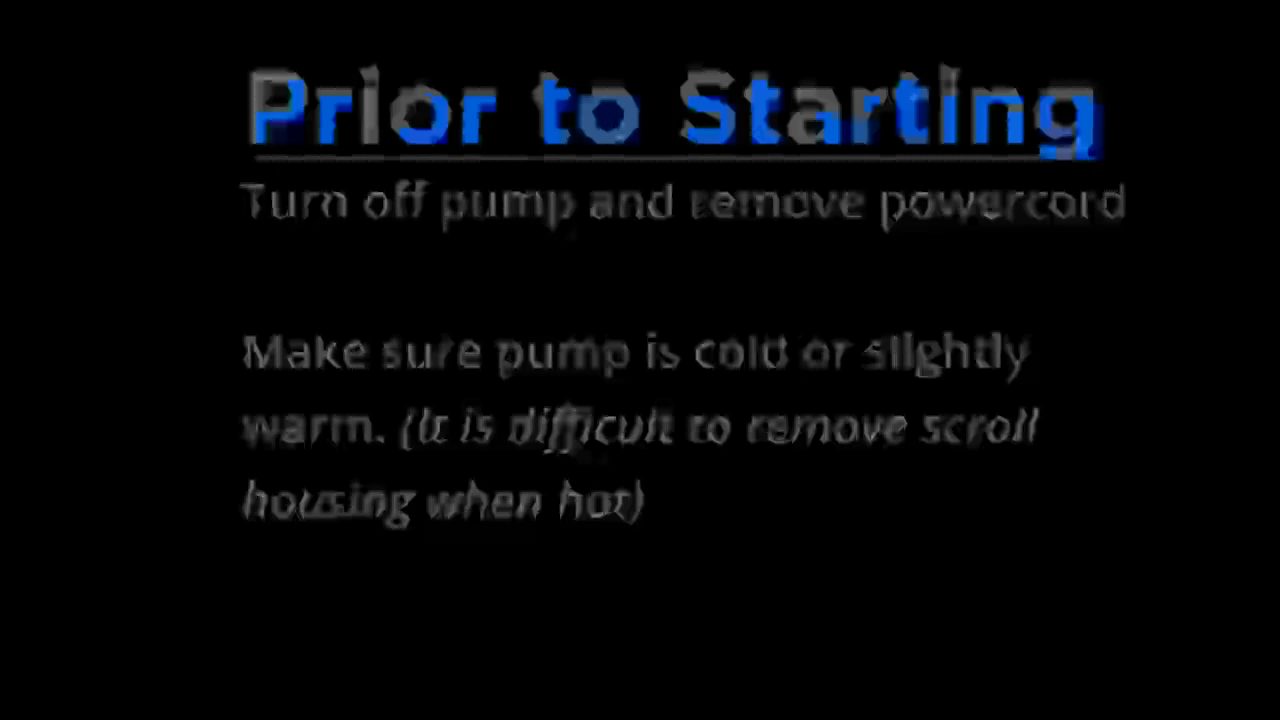 Prior to Starting
Turn off pump and remove powercord
Make sure pump is cold or slightly
warm. (It is difficult to remove scroll
housing when hot)